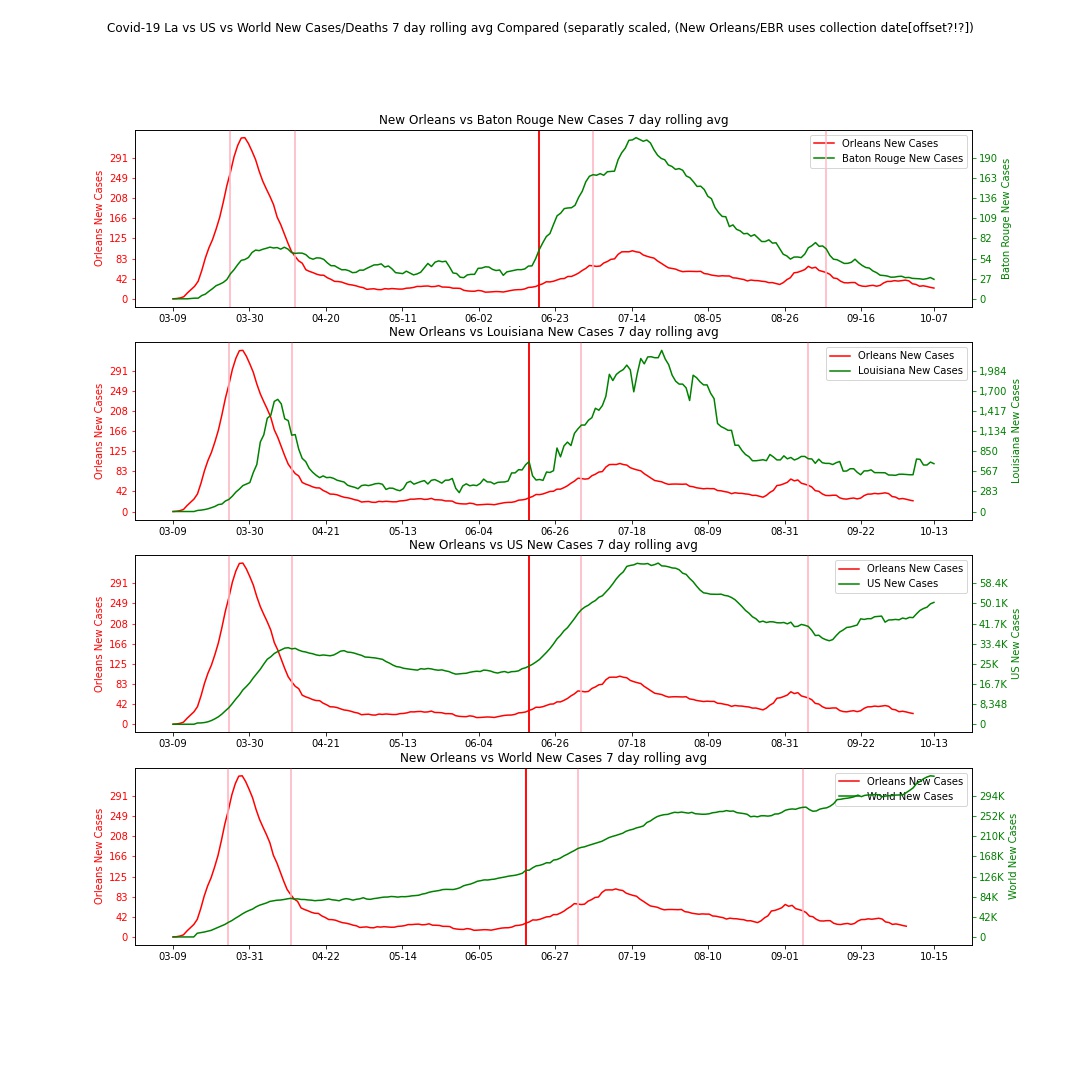 Covid-19 La vs US vs World New Cases/Deaths 7 day rolling avg Compared (separatly scaled, (New Orleans/EBR uses collection date[offset?!?])
New Orleans vs Baton Rouge New Cases 7 day rolling avg
Orleans New Cases
Baton Rouge New Cases
291
249
208
166
125
83
42
0
Orleans New Cases
190
163
136
109
82
54
27
0
Baton Rouge New Cases
03-09 03-30 04-20 05-11 06-02 06-23 07-14 08-05 08-26 09-16 10-07
New Orleans vs Louisiana New Cases 7 day rolling avg
Orleans New Cases
Louisiana New Cases
291
249
208
166
125
83
42
0
Orleans New Cases
1,984
1,700
1,417
1,134
850
567
283
0
Louisiana New Cases
03-09 03-30 04-21 05-13 06-04 06-26 07-18 08-09 08-31 09-22 10-13
New Orleans vs US New Cases 7 day rolling avg
Orleans New Cases
US New Cases
291
249
208
166
125
83
42
0
Orleans New Cases
58.4K
50.1K
41.7K
33.4K
25K
16.7K
8,348
0
US New Cases
03-09 03-30 04-21 05-13 06-04 06-26 07-18 08-09 08-31 09-22 10-13
New Orleans vs World New Cases 7 day rolling avg
Orleans New Cases
World New Cases
291
249
208
166
125
83
42
0
Orleans New Cases
294K
252K
210K
168K
126K
84K
42K
0
World New Cases
03-09 03-31 04-22 05-14 06-05 06-27 07-19 08-10 09-01 09-23 10-15